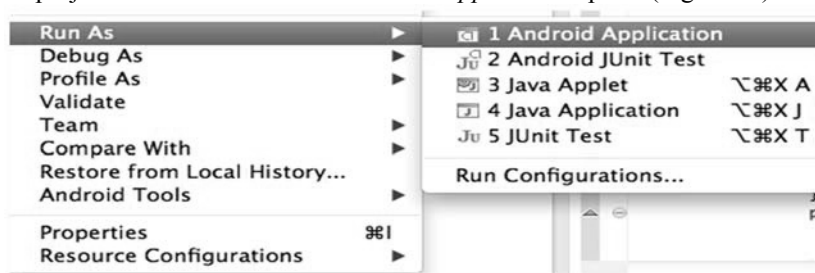 Run As
Debug As
Profile As
Validate
Team
Compare With
Restore from Local History...
Android Tools
Properties ⌘I
Resource Configurations
1 Android Application
2 Android JUnit Test
3 Java Applet ⌥⌘X A
4 Java Application ⌥⌘X J
5 JUnit Test ⌥⌘X T
Run Configurations...